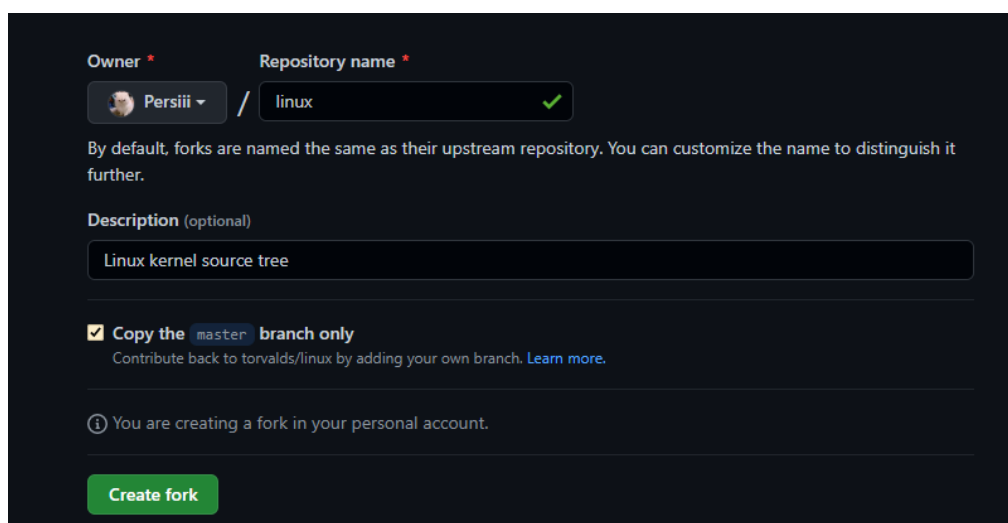 Owner * Repository name *
Persiii / linux
By default, forks are named the same as their upstream repository. You can customize the name to distinguish it
further.
Description (optional)
Linux kernel source tree
Copy the master branch only
Contribute back to torvalds/linux by adding your own branch. Learn more.
You are creating a fork in your personal account.
Create fork